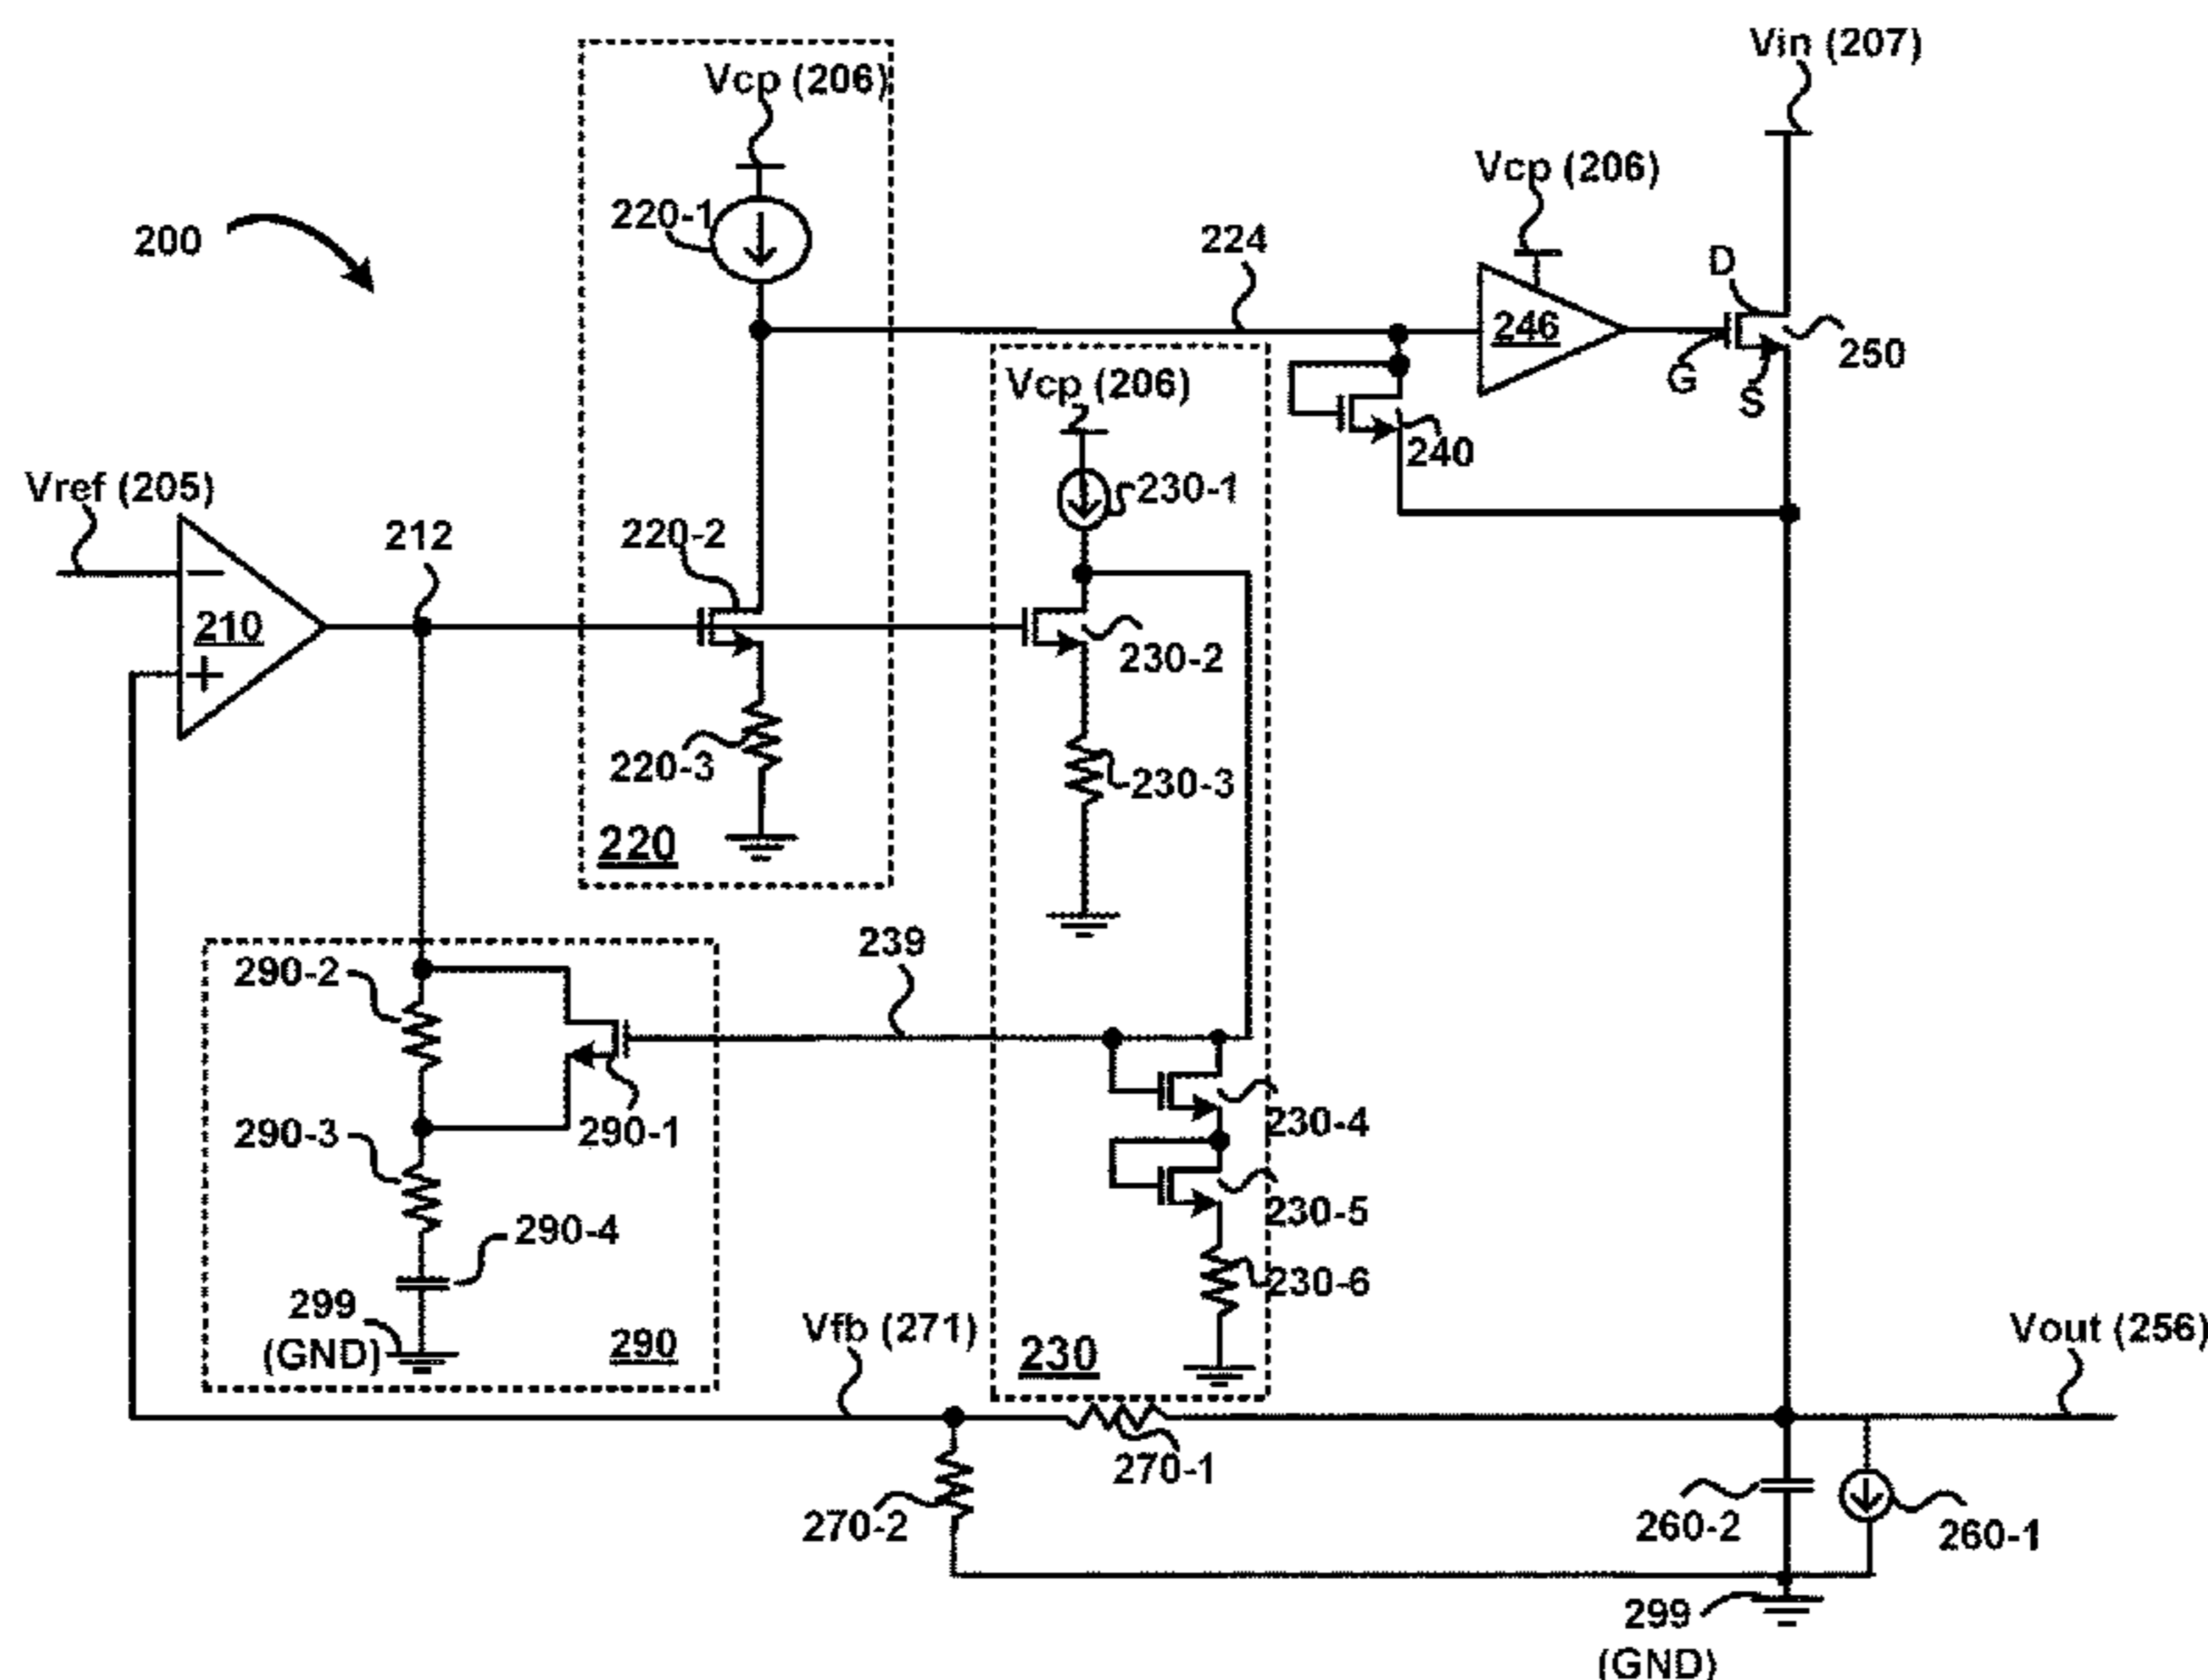 Vin (207)
Vcp (206)
Vcp (206)
220-1
224
200
D
246
250
G
S
Vcp (206)
240
Vref (205)
230-1
212
220-2
−
210
+
230-2
220-3
230-3
220
239
290-2
290-3
290-1
230-4
230-5
290-4
230-6
299
(GND)
290
Vfb (271)
230
Vout (256)
270-1
270-2
260-2
260-1
299
(GND)